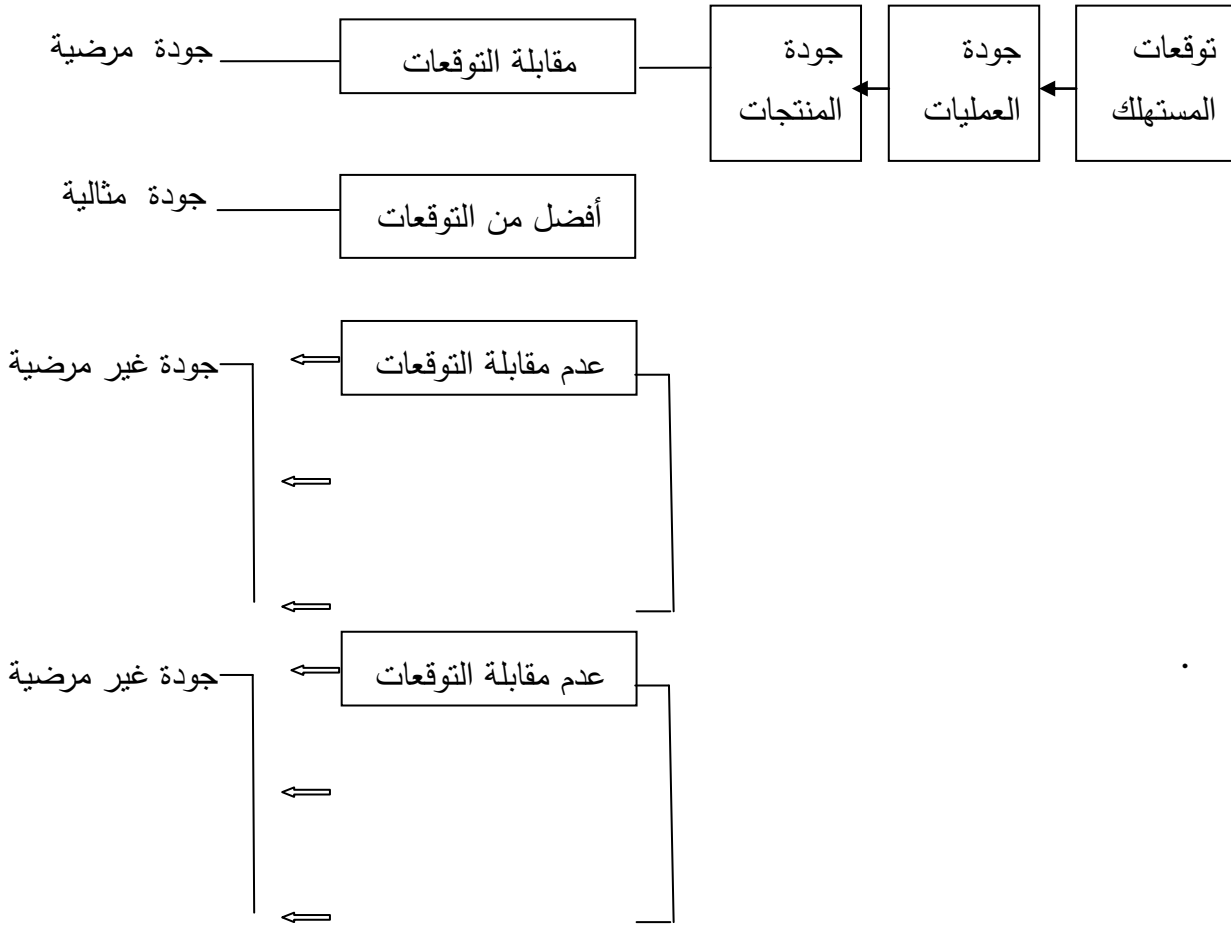 توقعات
المستهلك
جودة
العمليات
جودة
المنتجات
مقابلة التوقعات
جودة مرضية
أفضل من التوقعات
جودة مثالية
عدم مقابلة التوقعات
جودة غير مرضية
عدم مقابلة التوقعات
جودة غير مرضية
.